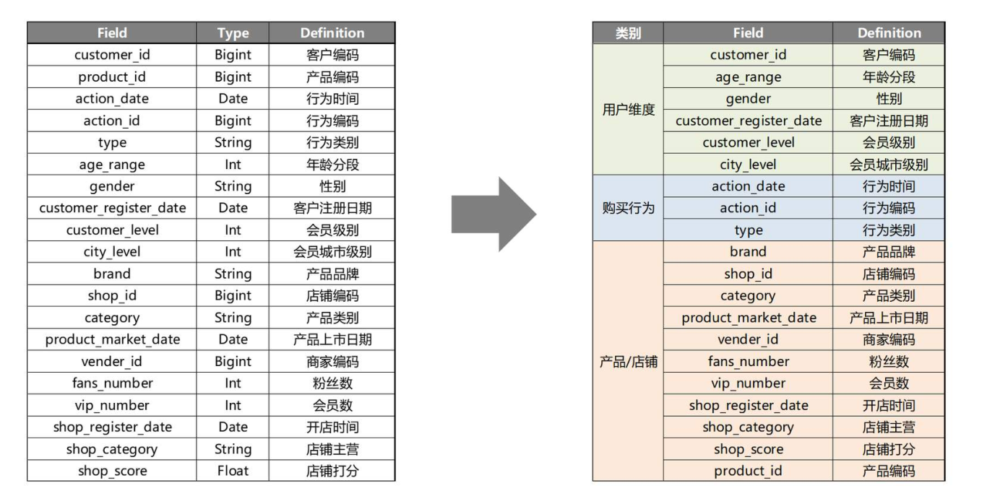 Field Type Definition
customer_id Bigint 客户编码
product_id Bigint 产品编码
action_date Date 行为时间
action_id Bigint 行为编码
type String 行为类别
age_range Int 年龄分段
gender String 性别
customer_register_date Date 客户注册日期
customer_level Int 会员级别
city_level Int 会员城市级别
brand String 产品品牌
shop_id Bigint 店铺编码
category String 产品类别
product_market_date Date 产品上市日期
vender_id Bigint 商家编码
fans_number Int 粉丝数
vip_number Int 会员数
shop_register_date Date 开店时间
shop_category String 店铺主营
shop_score Float 店铺打分
类别 Field Definition
用户维度
customer_id 客户编码
age_range 年龄分段
gender 性别
customer_register_date 客户注册日期
customer_level 会员级别
city_level 会员城市级别
购买行为
action_date 行为时间
action_id 行为编码
type 行为类别
产品/店铺
brand 产品品牌
shop_id 店铺编码
category 产品类别
product_market_date 产品上市日期
vender_id 商家编码
fans_number 粉丝数
vip_number 会员数
shop_register_date 开店时间
shop_category 店铺主营
shop_score 店铺打分
product_id 产品编码